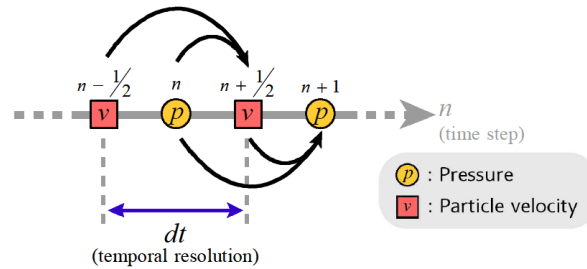 n − 1/2
n
n + 1/2
n + 1
v
p
v
p
n
(time step)
dt
(temporal resolution)
p : Pressure
v : Particle velocity